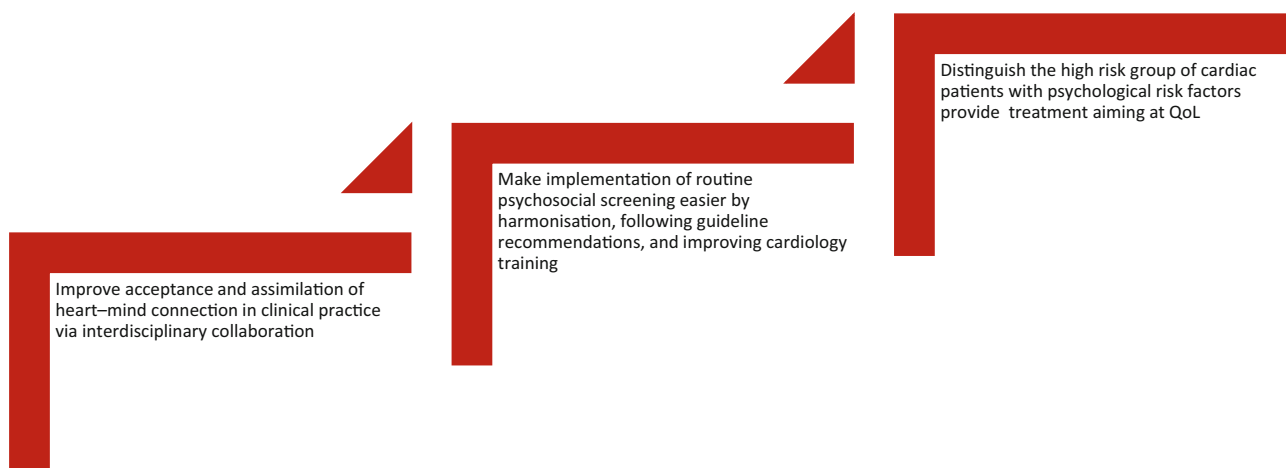 Improve acceptance and assimilation of
heart–mind connection in clinical practice
via interdisciplinary collaboration
Make implementation of routine
psychosocial screening easier by
harmonisation, following guideline
recommendations, and improving cardiology
training
Distinguish the high risk group of cardiac
patients with psychological risk factors
provide treatment aiming at QoL